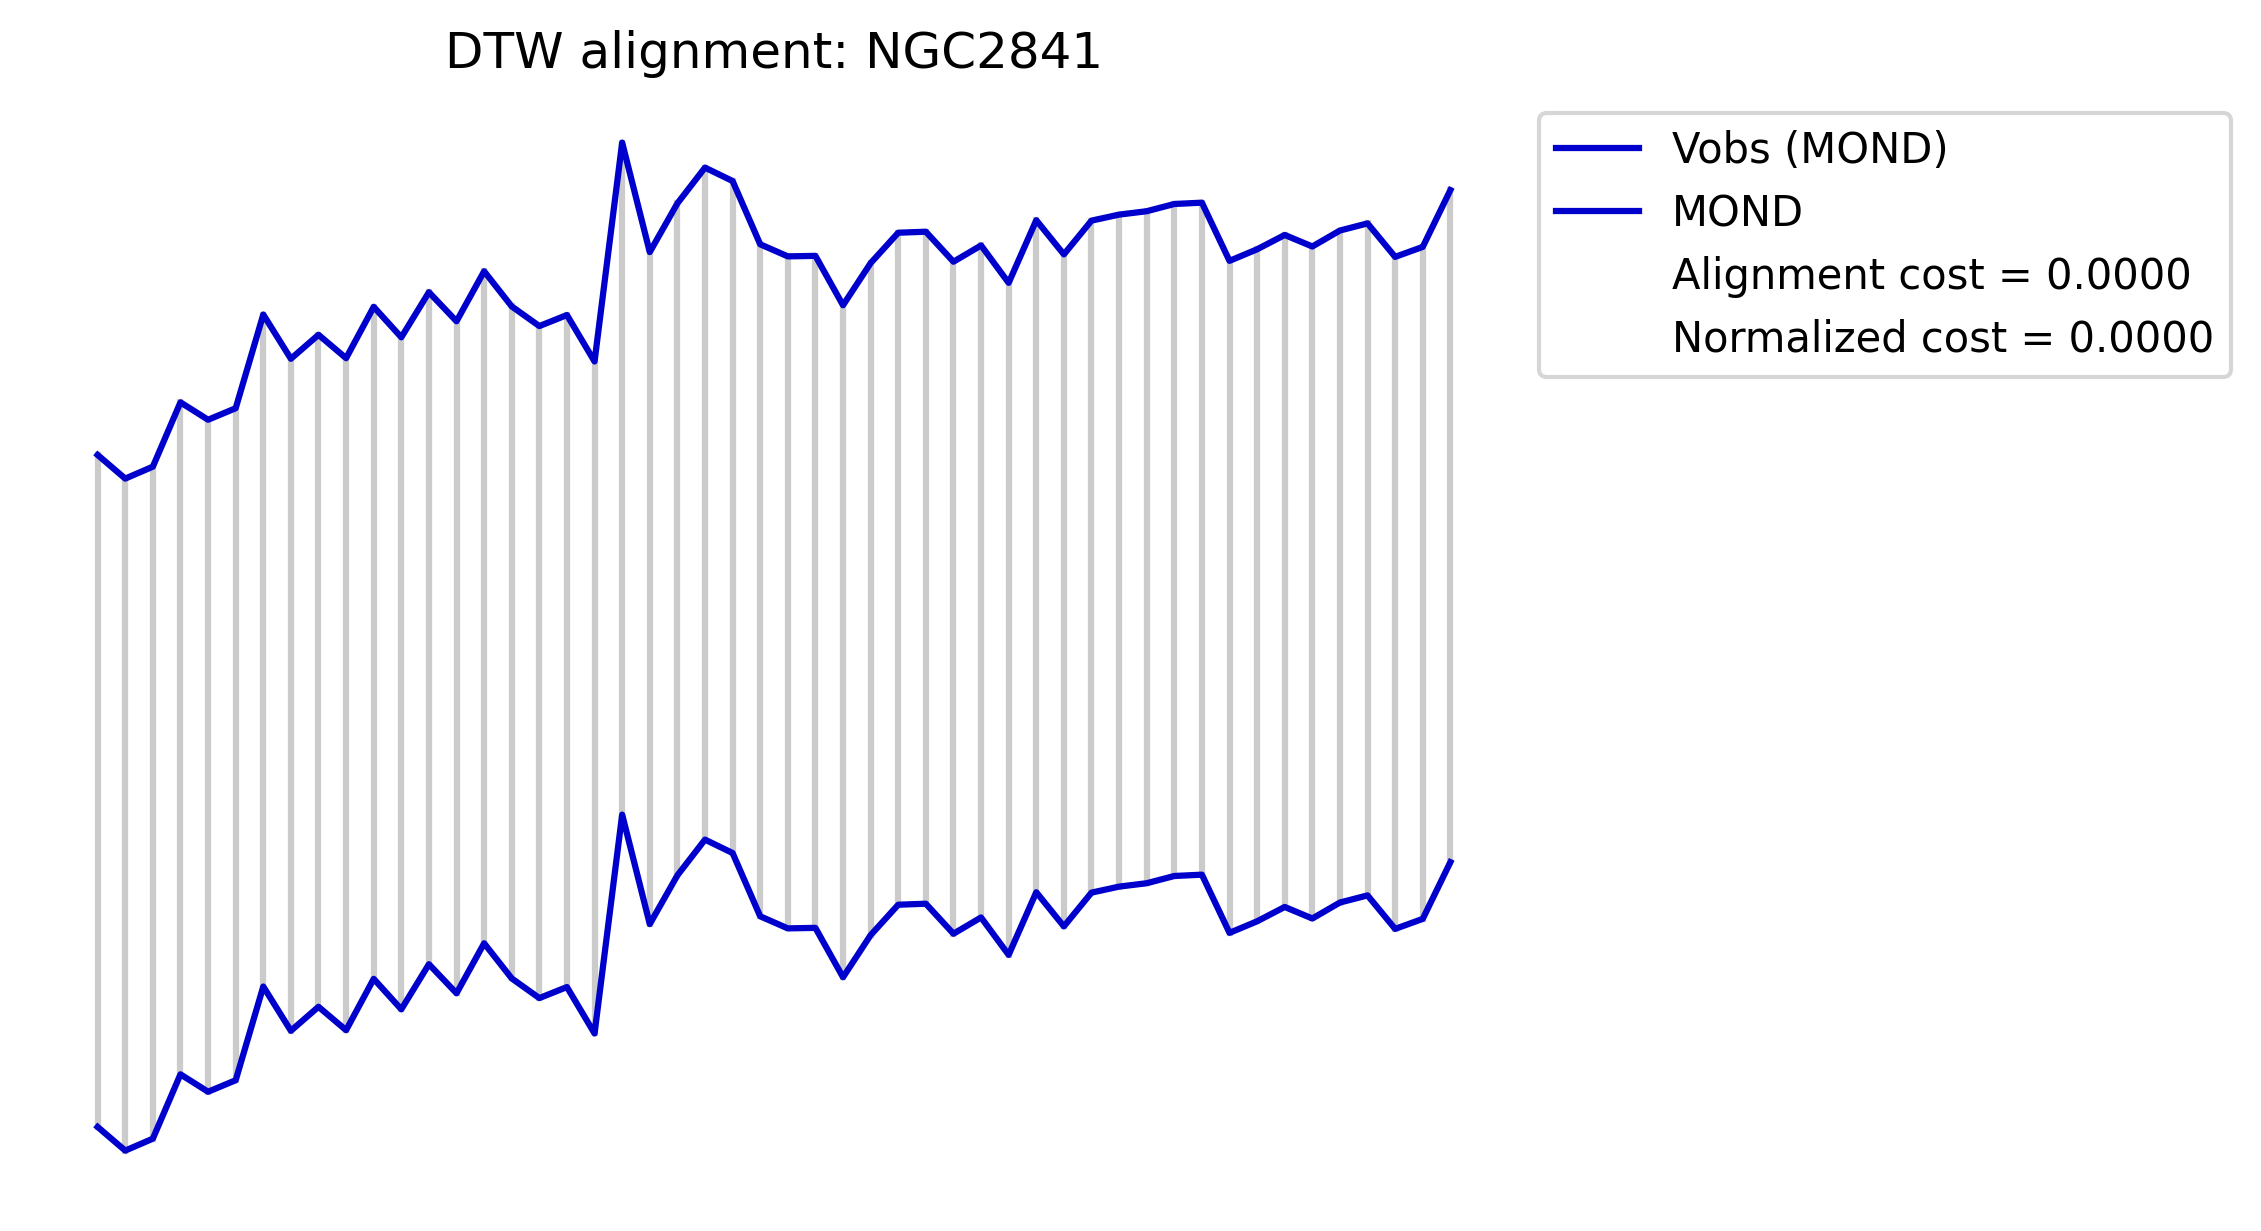 DTW alignment: NGC2841
Vobs (MOND)
MOND
Alignment cost = 0.0000
Normalized cost = 0.0000